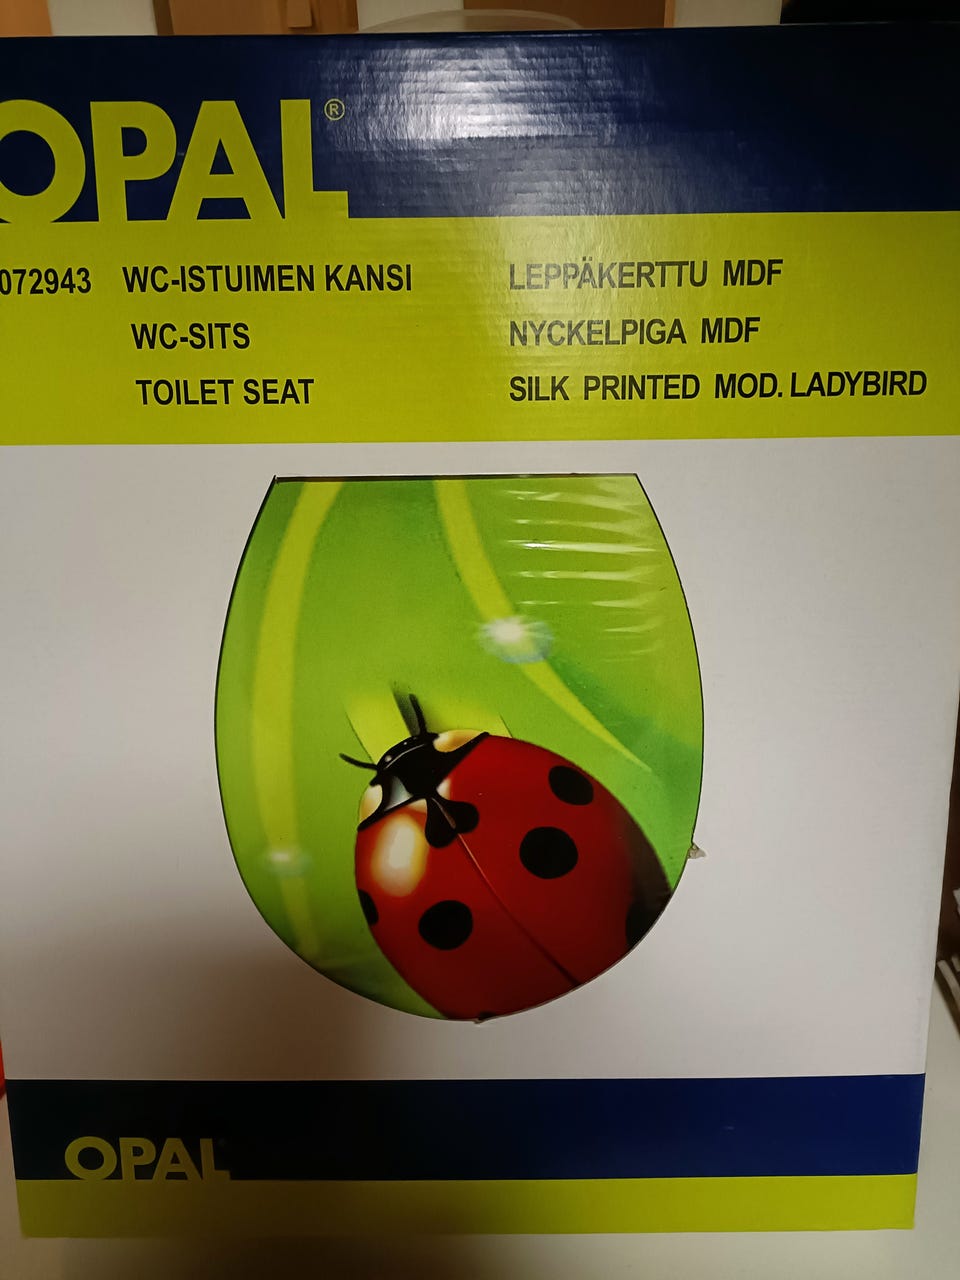 OPAL®
072943 WC-ISTUIMEN KANSI LEPPÄKERTTU MDF
WC-SITS NYCKELPIGA MDF
TOILET SEAT SILK PRINTED MOD. LADYBIRD
OPAL